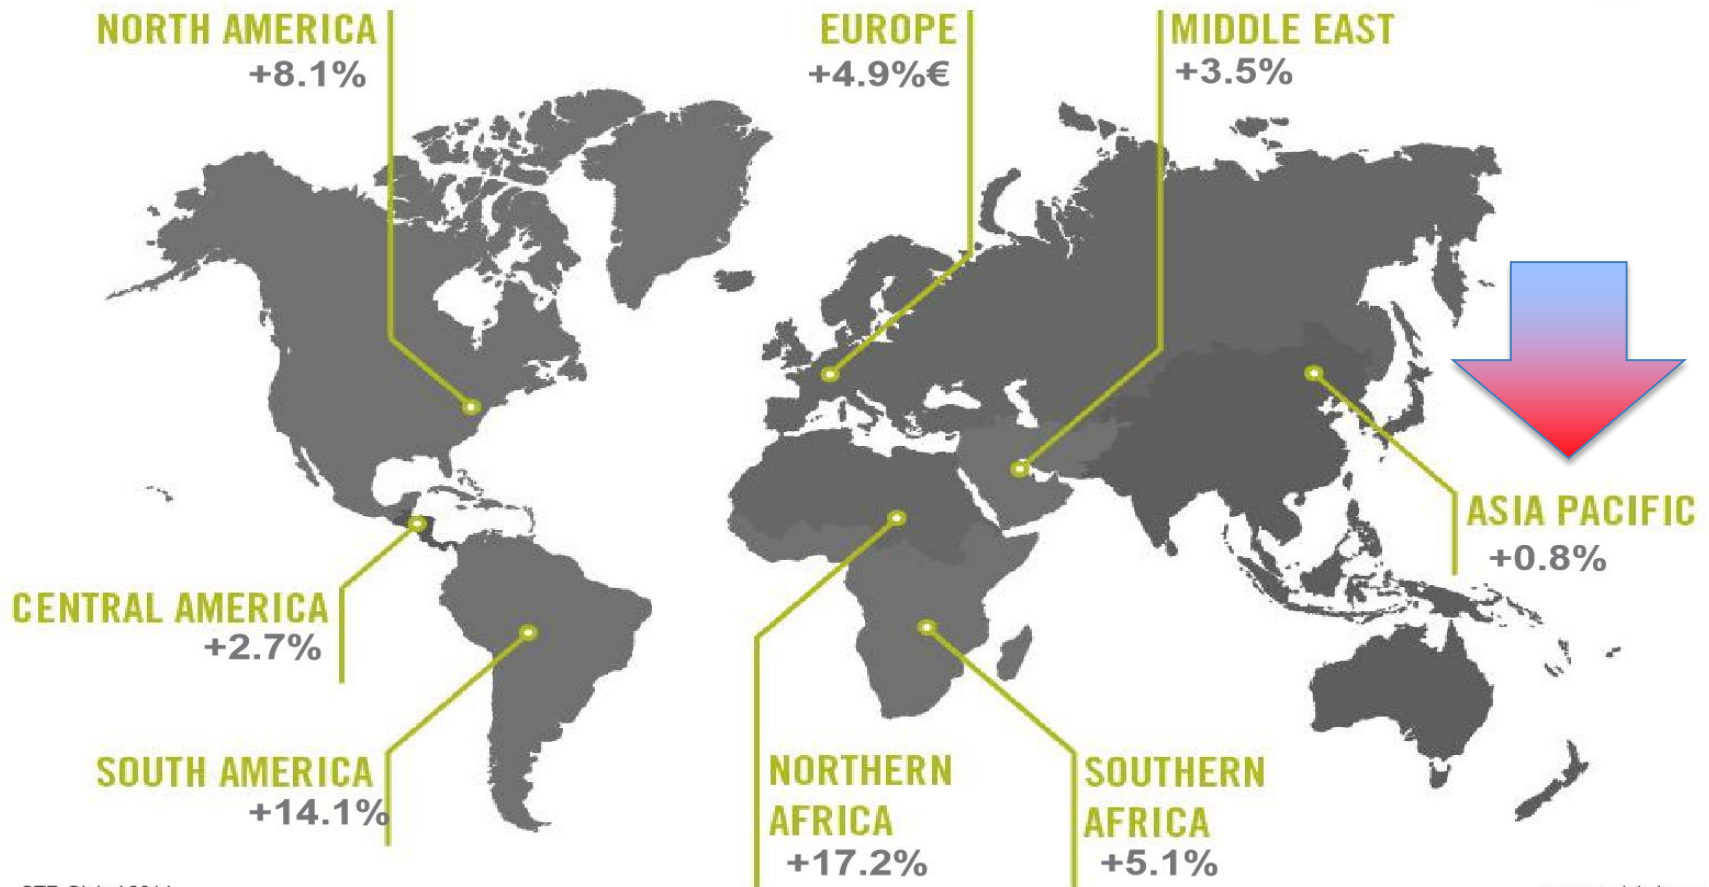 NORTH AMERICA
+8.1%
EUROPE
+4.9%€
MIDDLE EAST
+3.5%
ASIA PACIFIC
+0.8%
CENTRAL AMERICA
+2.7%
SOUTH AMERICA
+14.1%
NORTHERN
AFRICA
+17.2%
SOUTHERN
AFRICA
+5.1%